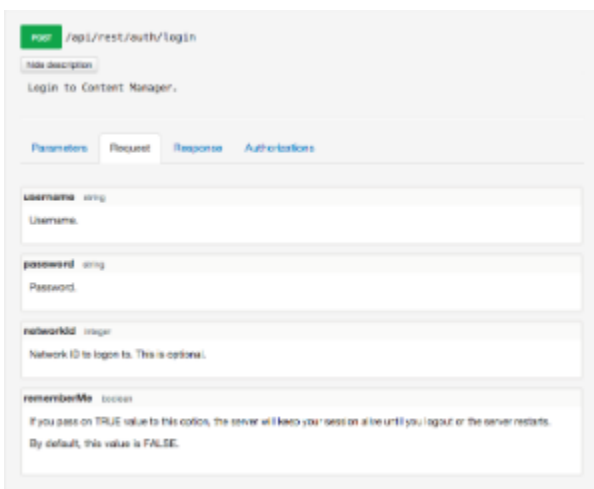 POST /api/rest/auth/login
hide description
Login to Content Manager.
Parameters Request Response Authorizations
username string
Username.
password string
Password.
networkId integer
Network ID to logon to. This is optional.
rememberMe boolean
If you pass on TRUE value to this option, the server will keep your session alive until you logout or the server restarts.
By default, this value is FALSE.